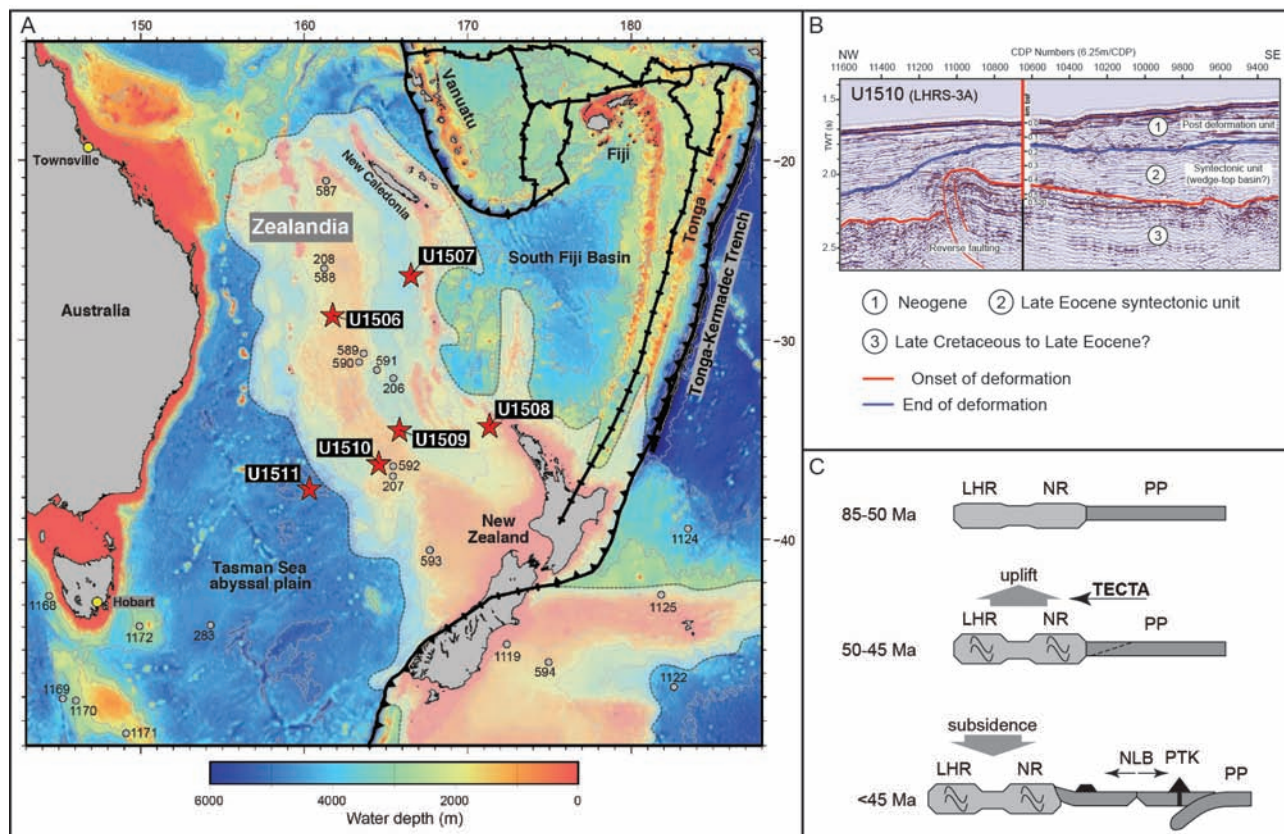 A
150
160
170
180
Townsville
Australia
Hobart
Zealandia
587
New Caledonia
Vanuatu
Fiji
Tonga
Tonga-Kermadec Trench
South Fiji Basin
208
588
U1507
U1506
589
590
591
206
U1508
U1509
U1510
592
207
U1511
New
Zealand
593
Tasman Sea
abyssal plain
1124
1125
1168
1172
283
1119
594
1122
1169
1170
1171
−20
−30
−40
6000
4000
2000
0
Water depth (m)
B
NW
CDP Numbers (6.25m/CDP)
SE
11600
11400
11000
10800
10400
10200
9800
9600
9400
U1510 (LHRS-3A)
1.5
TWT (s)
2.0
2.5
1
Post deformation unit
2
Syntectonic unit
(wedge-top basin?)
3
Reverse faulting
1 Neogene 2 Late Eocene syntectonic unit
3 Late Cretaceous to Late Eocene?
Onset of deformation
End of deformation
C
LHR NR PP
85-50 Ma
uplift
TECTA
LHR NR PP
50-45 Ma
subsidence
LHR NR NLB PTK PP
<45 Ma